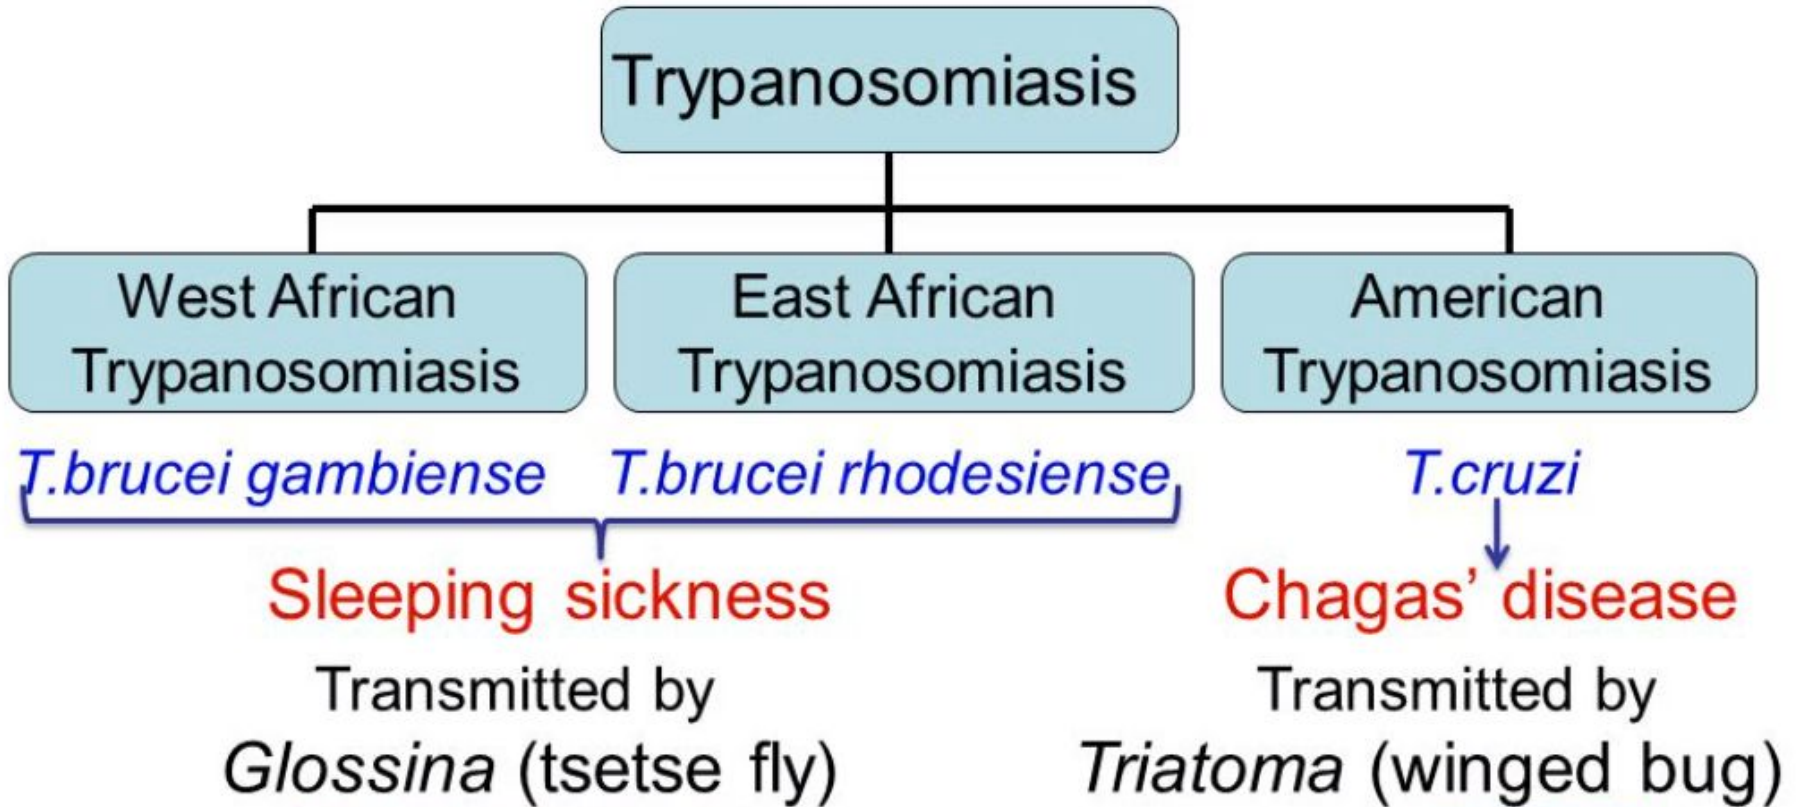 Trypanosomiasis
West African
Trypanosomiasis
East African
Trypanosomiasis
American
Trypanosomiasis
T.brucei gambiense
T.brucei rhodesiense
T.cruzi
Sleeping sickness
Chagas’ disease
Transmitted by
Glossina (tsetse fly)
Transmitted by
Triatoma (winged bug)